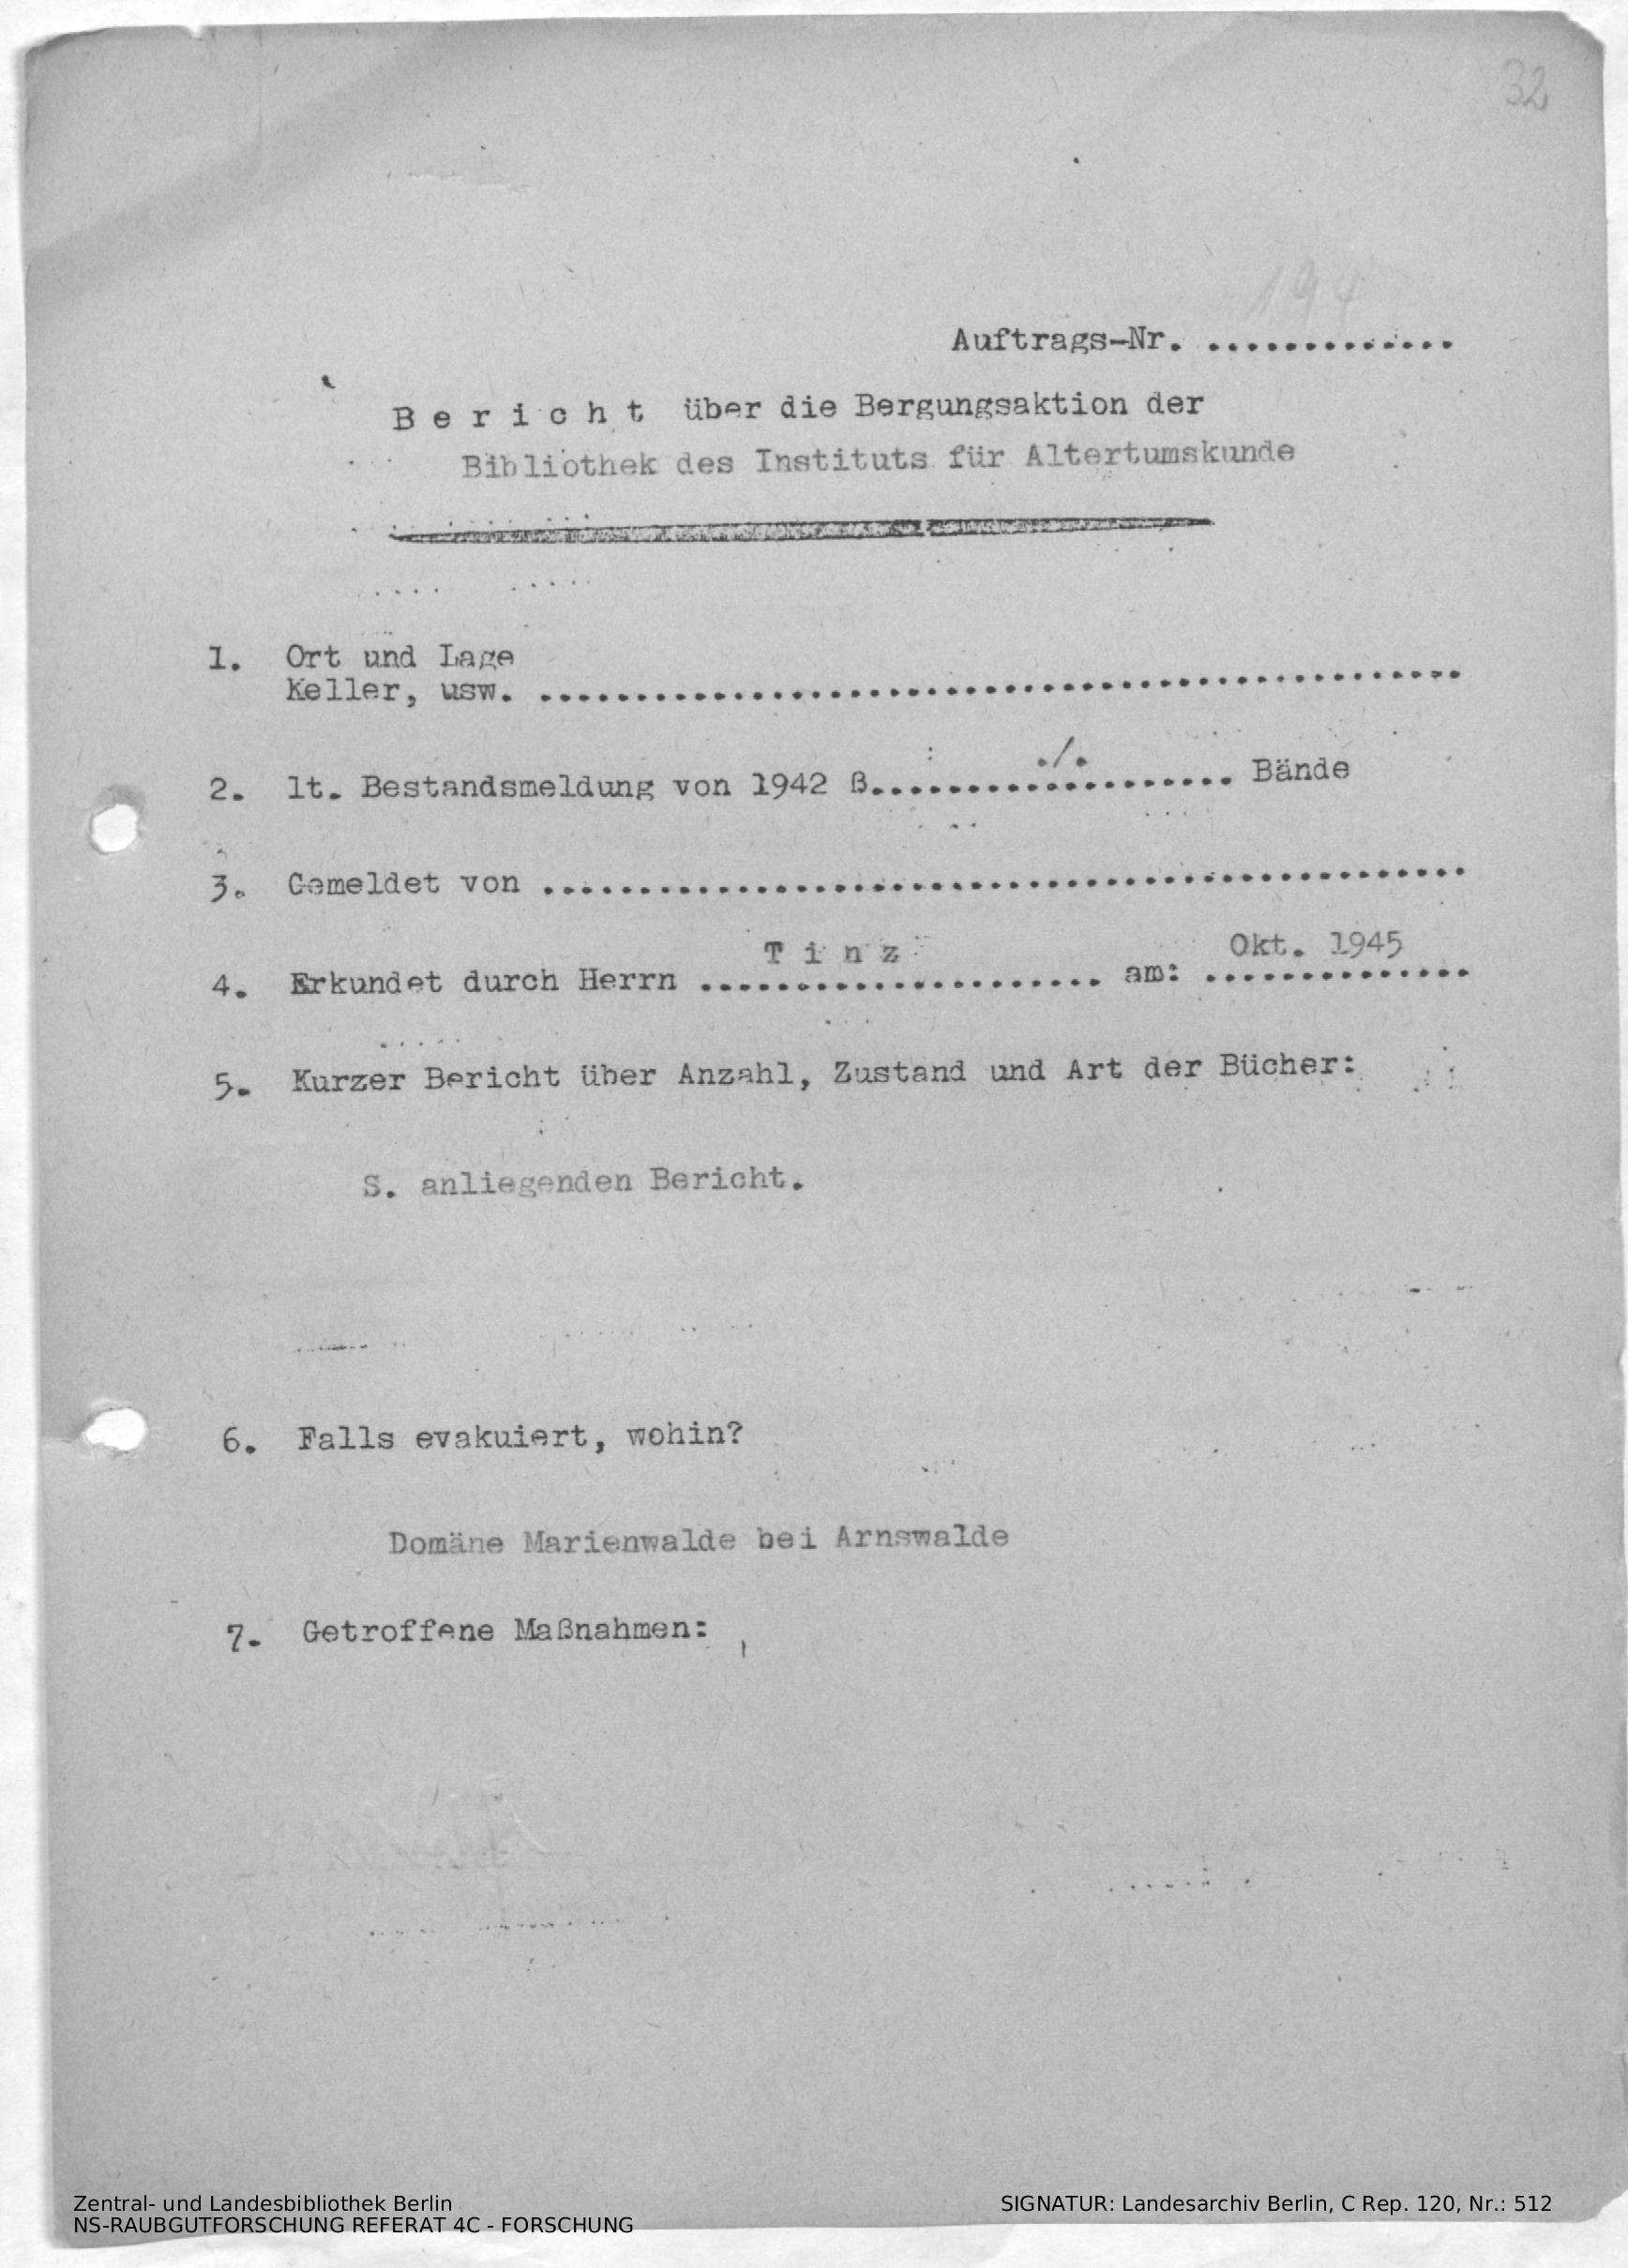 32
194
Auftrags-Nr. .............
B e r i c h t über die Bergungsaktion der
Bibliothek des Instituts für Altertumskunde
1. Ort und Lage
Keller, usw. ................................................
2. lt. Bestandsmeldung von 1942 ß......./........... Bände
3. Gemeldet von ................................................
4. Erkundet durch Herrn T i n z am: Okt. 1945
5. Kurzer Bericht über Anzahl, Zustand und Art der Bücher:
S. anliegenden Bericht.
6. Falls evakuiert, wohin?
Domäne Marienwalde bei Arnswalde
7. Getroffene Maßnahmen:
Zentral- und Landesbibliothek Berlin
NS-RAUBGUTFORSCHUNG REFERAT 4C - FORSCHUNG
SIGNATUR: Landesarchiv Berlin, C Rep. 120, Nr.: 512